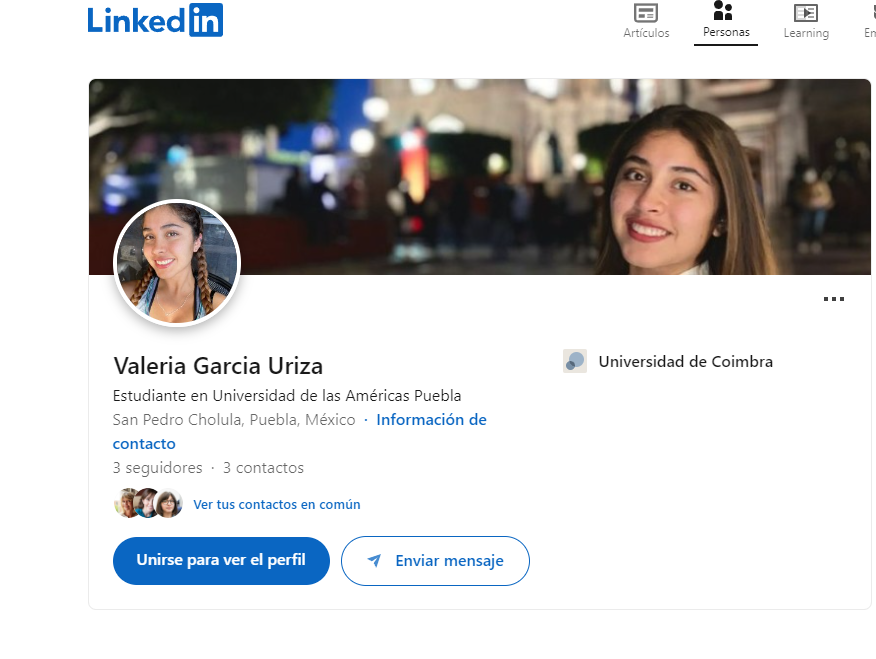 Linked in
Artículos
Personas
Learning
Valeria Garcia Uriza
Estudiante en Universidad de las Américas Puebla
San Pedro Cholula, Puebla, México · Información de
contacto
3 seguidores · 3 contactos
Ver tus contactos en común
Unirse para ver el perfil
Enviar mensaje
Universidad de Coimbra